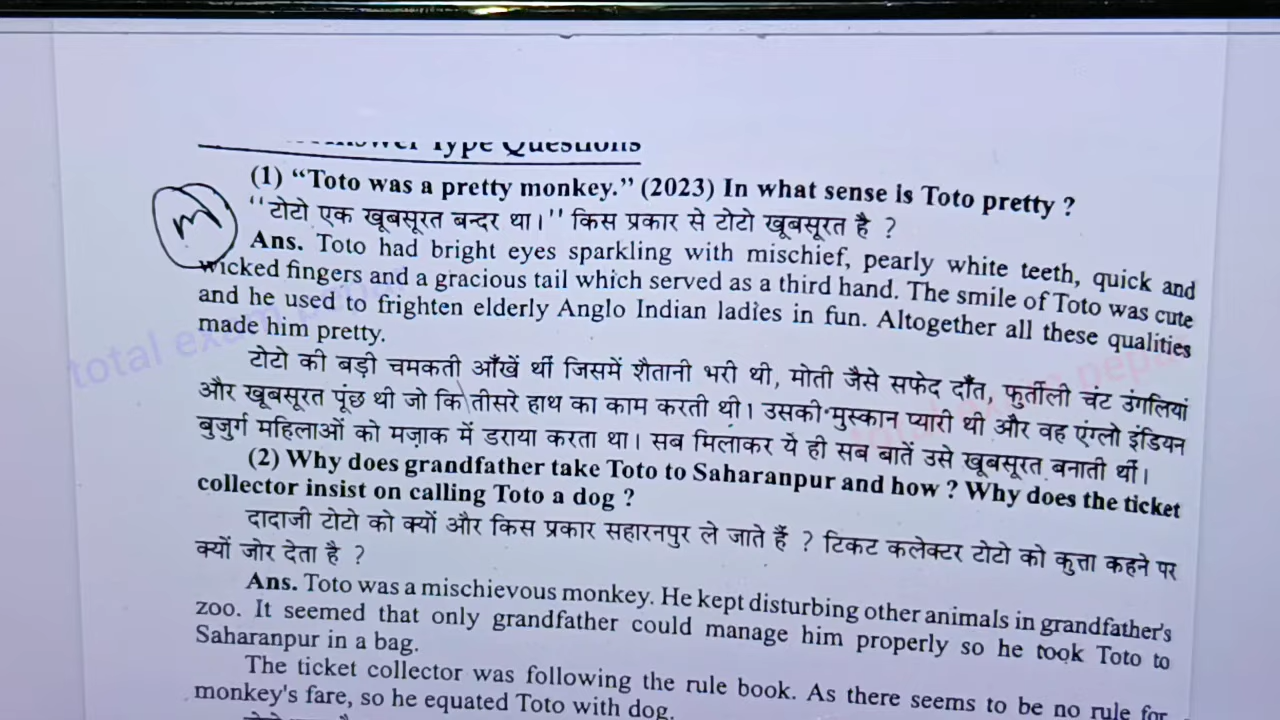 Answer Type Questions
(1) “Toto was a pretty monkey.” (2023) In what sense is Toto pretty ?
‘‘टोटो एक खूबसूरत बन्दर था।’’ किस प्रकार से टोटो खूबसूरत है ?
Ans. Toto had bright eyes sparkling with mischief, pearly white teeth, quick and
wicked fingers and a gracious tail which served as a third hand. The smile of Toto was cute
and he used to frighten elderly Anglo Indian ladies in fun. Altogether all these qualities
made him pretty.
टोटो की बड़ी चमकती आँखें थीं जिसमें शैतानी भरी थी, मोती जैसे सफेद दाँत, फुर्तीली चंट उंगलियां
और खूबसूरत पूंछ थी जो कि तीसरे हाथ का काम करती थी। उसकी मुस्कान प्यारी थी और वह एंग्लो इंडियन
बुजुर्ग महिलाओं को मज़ाक में डराया करता था। सब मिलाकर ये ही सब बातें उसे खूबसूरत बनाती थीं।
(2) Why does grandfather take Toto to Saharanpur and how ? Why does the ticket
collector insist on calling Toto a dog ?
दादाजी टोटो को क्यों और किस प्रकार सहारनपुर ले जाते हैं ? टिकट कलेक्टर टोटो को कुत्ता कहने पर
क्यों जोर देता है ?
Ans. Toto was a mischievous monkey. He kept disturbing other animals in grandfather's
zoo. It seemed that only grandfather could manage him properly so he took Toto to
Saharanpur in a bag.
The ticket collector was following the rule book. As there seems to be no rule for
monkey's fare, so he equated Toto with dog.